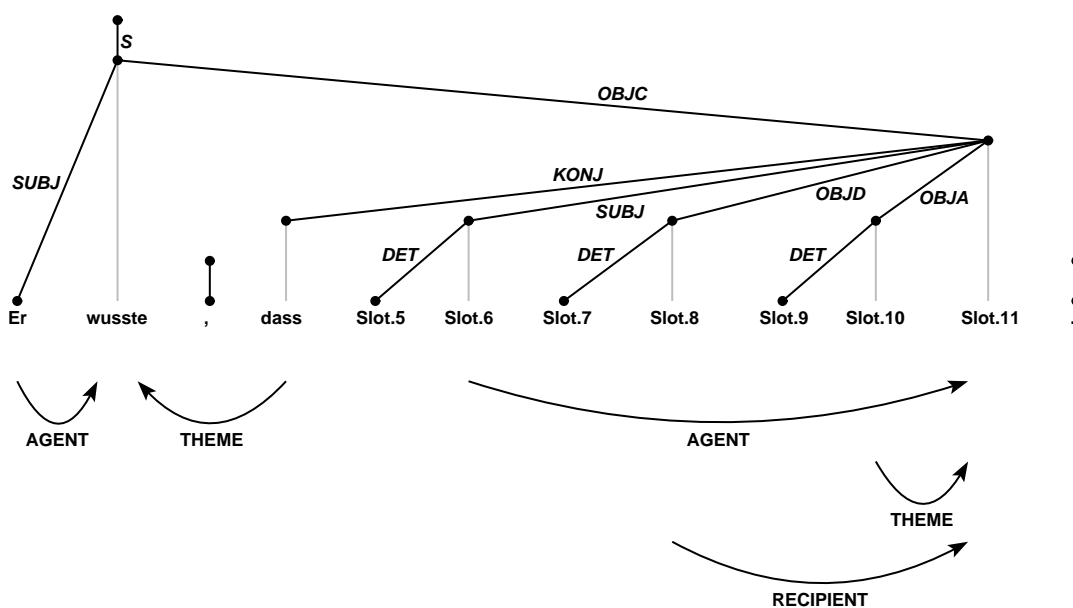 S
OBJC
SUBJ
KONJ
SUBJ
OBJD
OBJA
DET
DET
DET
Er wusste , dass Slot.5 Slot.6 Slot.7 Slot.8 Slot.9 Slot.10 Slot.11 .
AGENT THEME AGENT
THEME
RECIPIENT